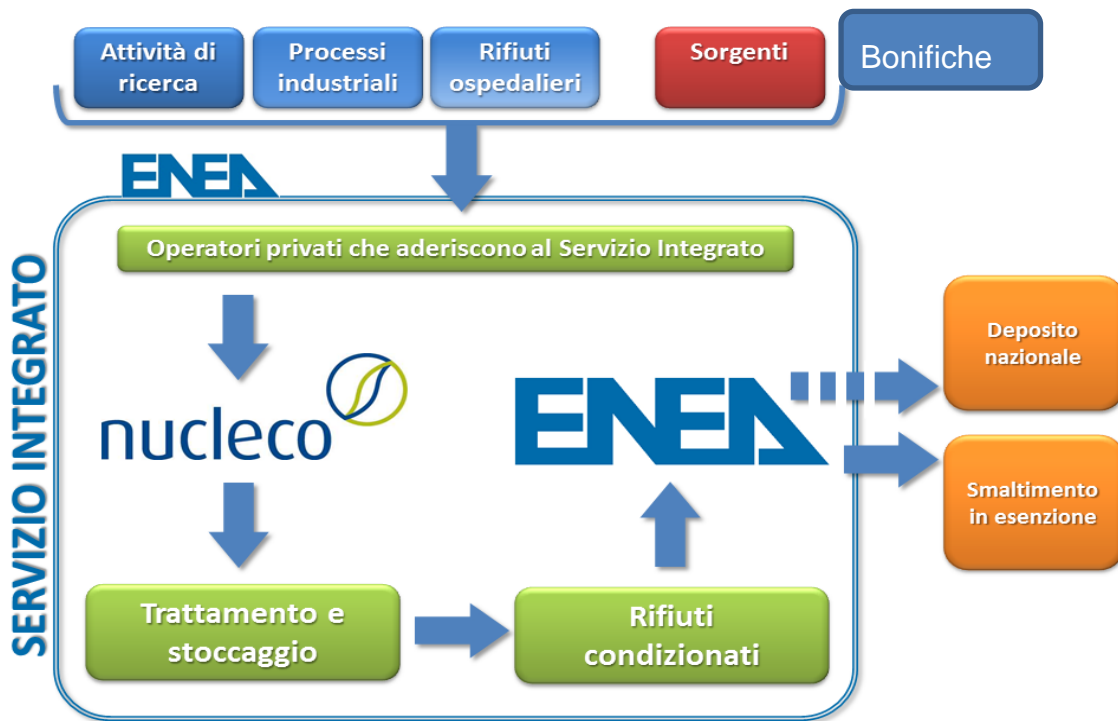 Attività di
ricerca
Processi
industriali
Rifiuti
ospedalieri
Sorgenti
Bonifiche
ENEA
SERVIZIO INTEGRATO
Operatori privati che aderiscono al Servizio Integrato
nucleco
ENEA
Deposito
nazionale
Smaltimento
in esenzione
Trattamento e
stoccaggio
Rifiuti
condizionati